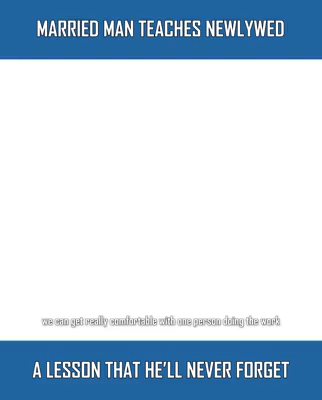 MARRIED MAN TEACHES NEWLYWED
we can get really comfortable with one person doing the work
A LESSON THAT HE'LL NEVER FORGET